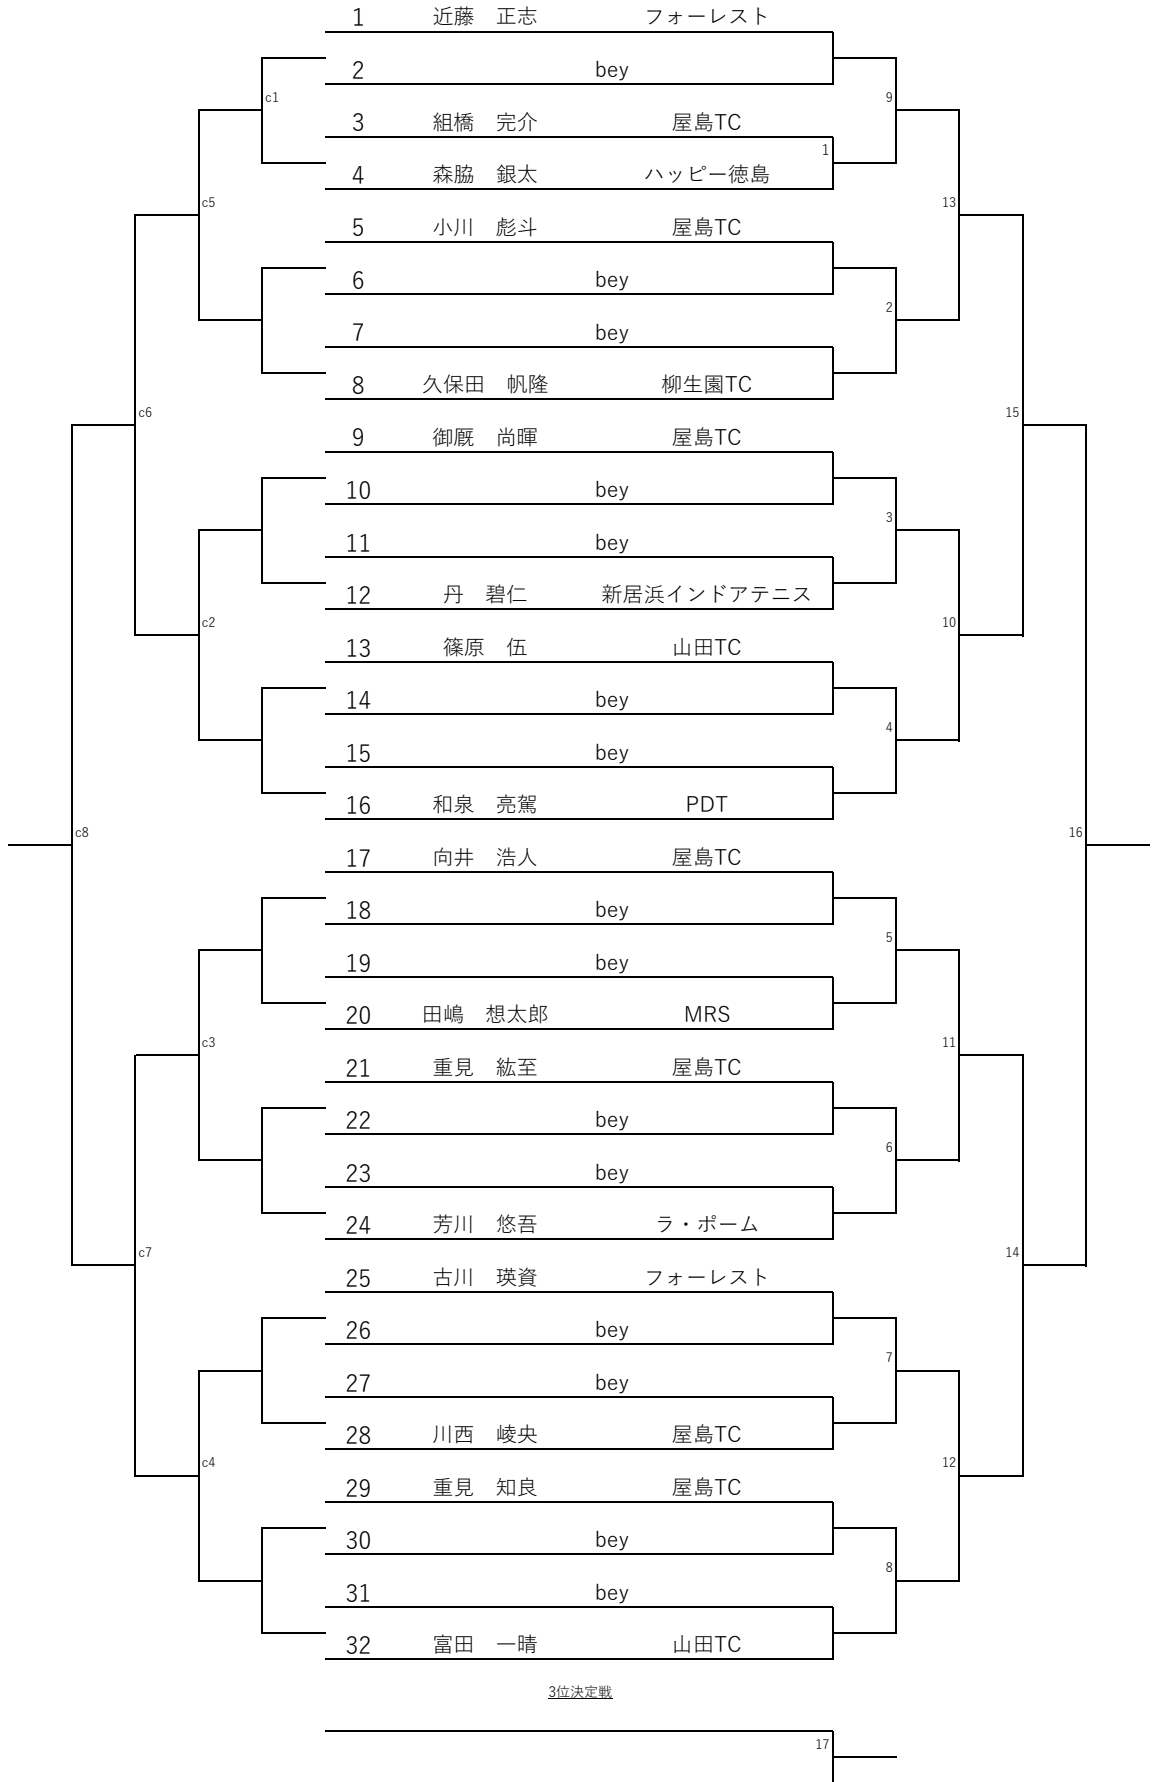 1 近藤　正志 フォーレスト
2 bey
c1 9
3 組橋　完介 屋島TC
1
4 森脇　銀太 ハッピー徳島
c5 13
5 小川　彪斗 屋島TC
6 bey
2
7 bey
8 久保田　帆隆 柳生園TC
c6 15
9 御厩　尚暉 屋島TC
10 bey
3
11 bey
12 丹　碧仁 新居浜インドアテニス
c2 10
13 篠原　伍 山田TC
14 bey
4
15 bey
16 和泉　亮駕 PDT
c8 16
17 向井　浩人 屋島TC
18 bey
5
19 bey
20 田嶋　想太郎 MRS
c3 11
21 重見　紘至 屋島TC
22 bey
6
23 bey
24 芳川　悠吾 ラ・ポーム
c7 14
25 古川　瑛資 フォーレスト
26 bey
7
27 bey
28 川西　崚央 屋島TC
c4 12
29 重見　知良 屋島TC
30 bey
8
31 bey
32 富田　一晴 山田TC
3位決定戦
17